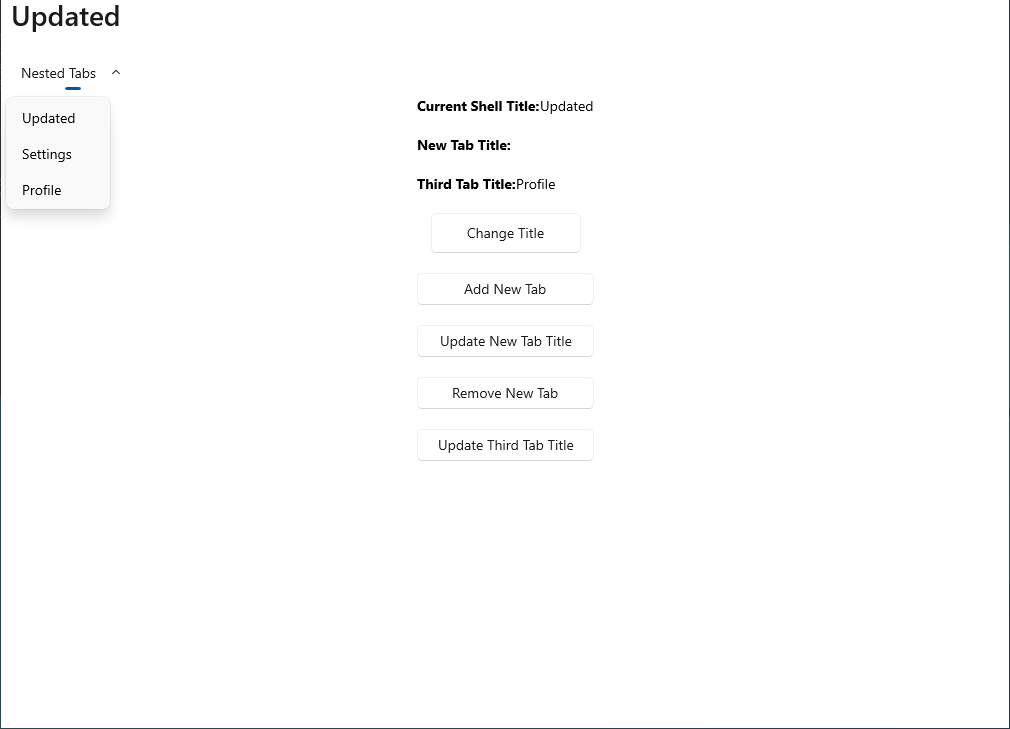 Updated
Nested Tabs
Updated
Settings
Profile
Current Shell Title:Updated
New Tab Title:
Third Tab Title:Profile
Change Title
Add New Tab
Update New Tab Title
Remove New Tab
Update Third Tab Title